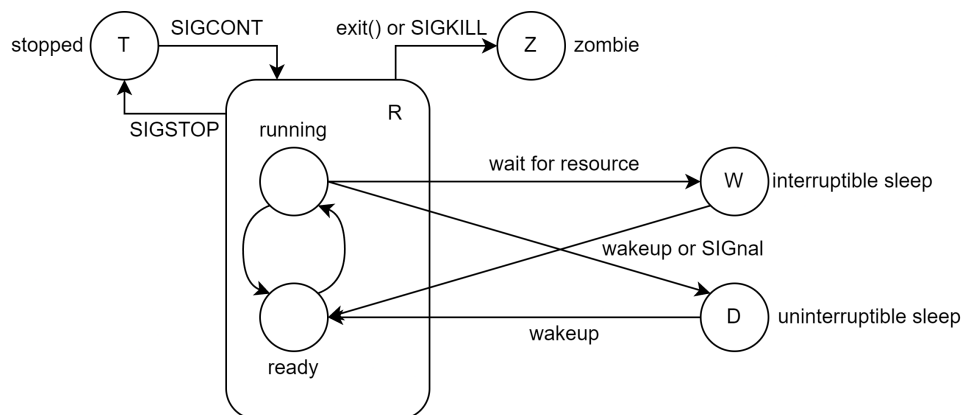 stopped
T
SIGCONT
exit() or SIGKILL
Z
zombie
SIGSTOP
R
running
wait for resource
W
interruptible sleep
wakeup or SIGnal
D
uninterruptible sleep
wakeup
ready